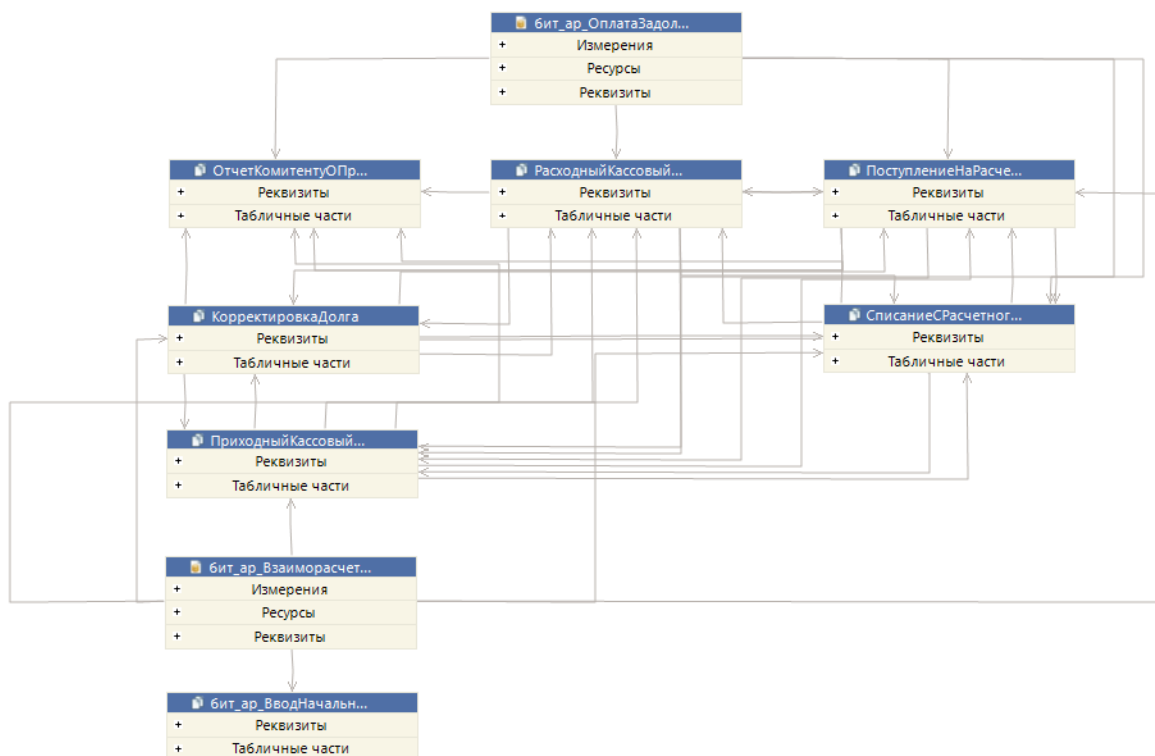 бит_ар_ОплатаЗадол...
+ Измерения
+ Ресурсы
+ Реквизиты
ОтчетКомитентуОПр...
+ Реквизиты
+ Табличные части
РасходныйКассовый...
+ Реквизиты
+ Табличные части
ПоступлениеНаРасче...
+ Реквизиты
+ Табличные части
КорректировкаДолга
+ Реквизиты
+ Табличные части
СписаниеСРасчетног...
+ Реквизиты
+ Табличные части
ПриходныйКассовый...
+ Реквизиты
+ Табличные части
бит_ар_Взаиморасчет...
+ Измерения
+ Ресурсы
+ Реквизиты
бит_ар_ВводНачальн...
+ Реквизиты
+ Табличные части